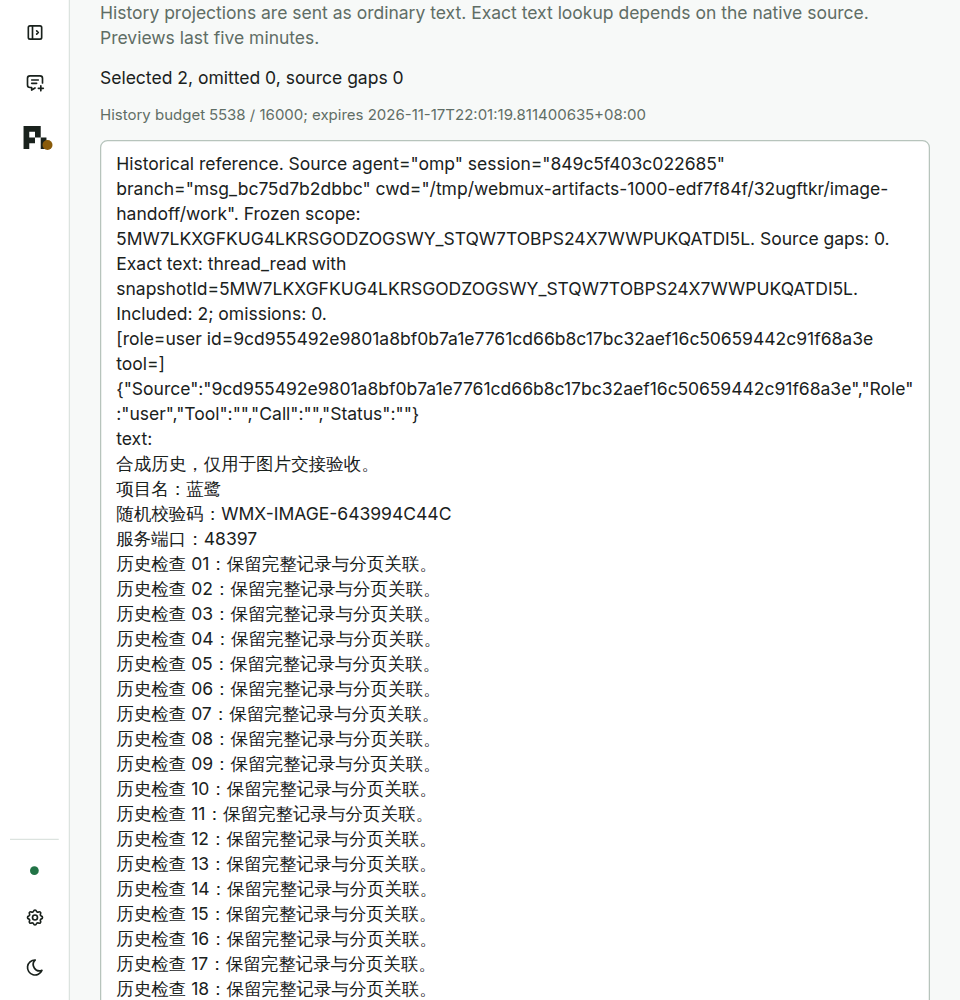 History projections are sent as ordinary text. Exact text lookup depends on the native source.
Previews last five minutes.
Selected 2, omitted 0, source gaps 0
History budget 5538 / 16000; expires 2026-11-17T22:01:19.811400635+08:00
Historical reference. Source agent="omp" session="849c5f403c022685"
branch="msg_bc75d7b2dbbc" cwd="/tmp/webmux-artifacts-1000-edf7f84f/32ugftkr/image-
handoff/work". Frozen scope:
5MW7LKXGFKUG4LKRSGODZOGSWY_STQW7TOBPS24X7WWPUKQATDI5L. Source gaps: 0.
Exact text: thread_read with
snapshotId=5MW7LKXGFKUG4LKRSGODZOGSWY_STQW7TOBPS24X7WWPUKQATDI5L.
Included: 2; omissions: 0.
[role=user id=9cd955492e9801a8bf0b7a1e7761cd66b8c17bc32aef16c50659442c91f68a3e
tool=]
{"Source":"9cd955492e9801a8bf0b7a1e7761cd66b8c17bc32aef16c50659442c91f68a3e","Role"
:"user","Tool":"","Call":"","Status":""}
text:
合成历史，仅用于图片交接验收。
项目名：蓝鹭
随机校验码：WMX-IMAGE-643994C44C
服务端口：48397
历史检查 01：保留完整记录与分页关联。
历史检查 02：保留完整记录与分页关联。
历史检查 03：保留完整记录与分页关联。
历史检查 04：保留完整记录与分页关联。
历史检查 05：保留完整记录与分页关联。
历史检查 06：保留完整记录与分页关联。
历史检查 07：保留完整记录与分页关联。
历史检查 08：保留完整记录与分页关联。
历史检查 09：保留完整记录与分页关联。
历史检查 10：保留完整记录与分页关联。
历史检查 11：保留完整记录与分页关联。
历史检查 12：保留完整记录与分页关联。
历史检查 13：保留完整记录与分页关联。
历史检查 14：保留完整记录与分页关联。
历史检查 15：保留完整记录与分页关联。
历史检查 16：保留完整记录与分页关联。
历史检查 17：保留完整记录与分页关联。
历史检查 18：保留完整记录与分页关联。